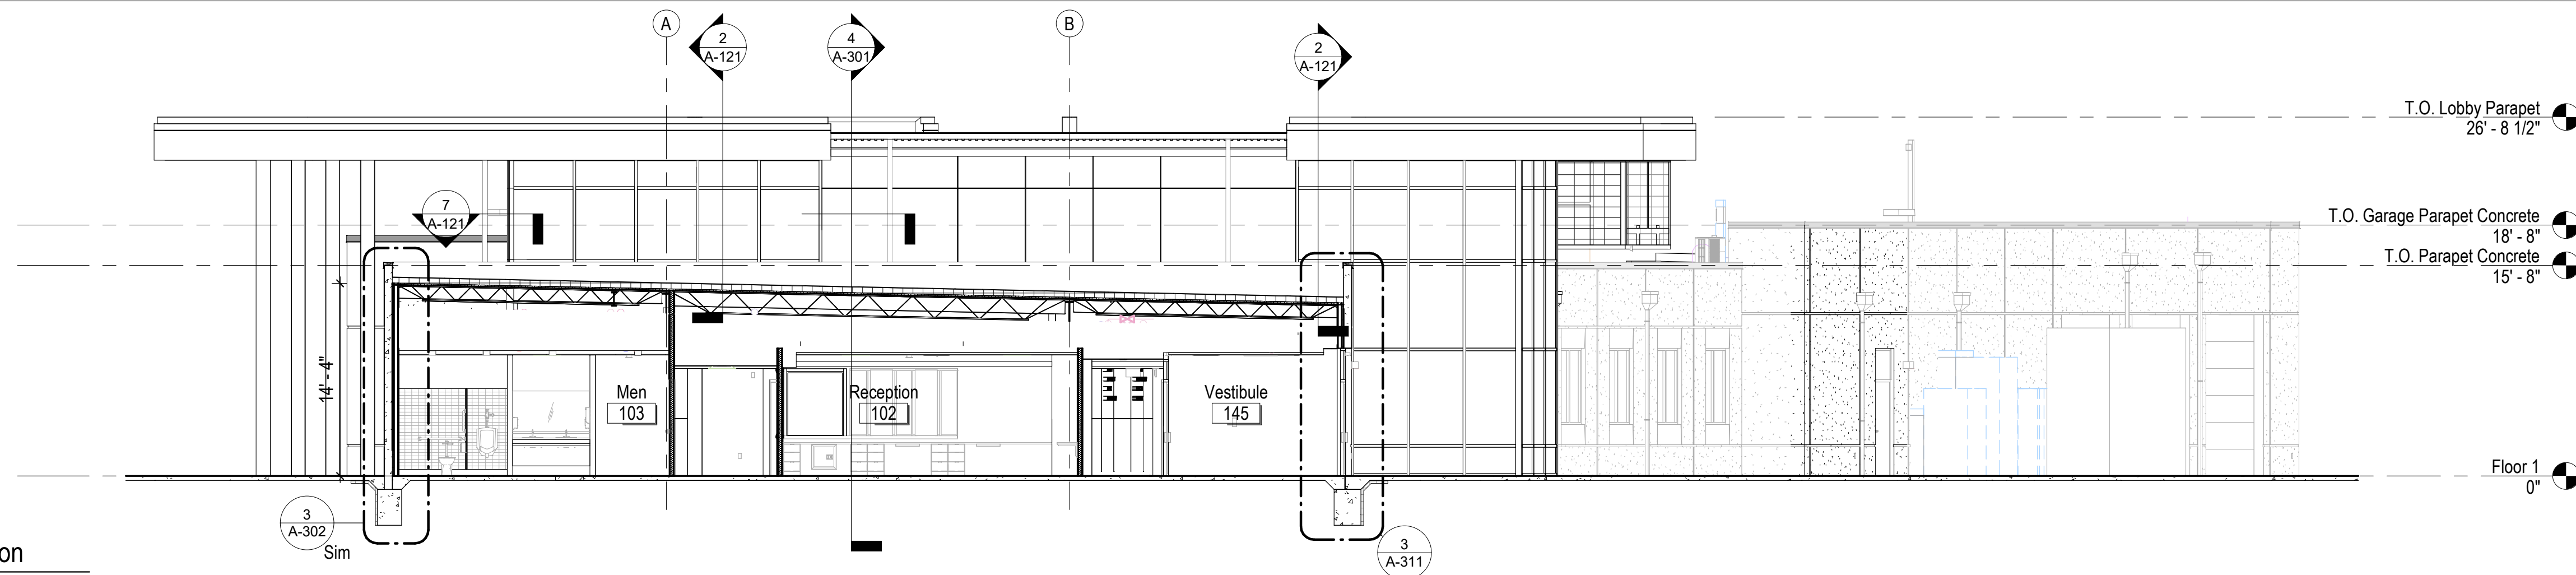 A
B
2
A-121
4
A-301
2
A-121
T.O. Lobby Parapet
26' - 8 1/2"
7
A-121
T.O. Garage Parapet Concrete
18' - 8"
T.O. Parapet Concrete
15' - 8"
14' - 4"
Men
103
Reception
102
Vestibule
145
Floor 1
0"
3
A-302
Sim
3
A-311
on